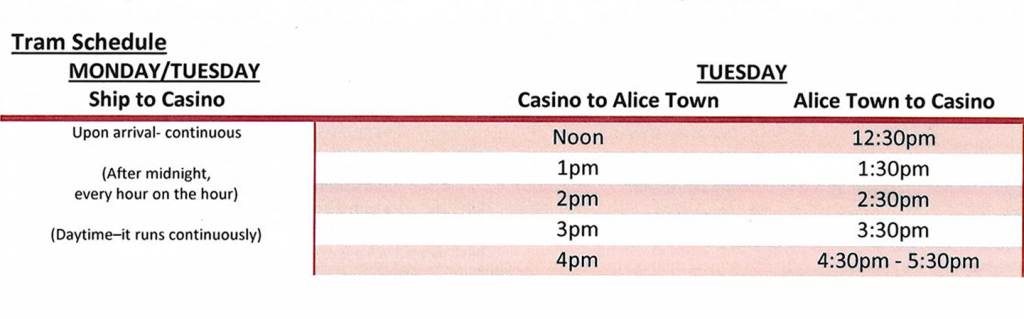 Tram Schedule
MONDAY/TUESDAY TUESDAY
Ship to Casino Casino to Alice Town Alice Town to Casino
Upon arrival- continuous Noon 12:30pm
(After midnight, 1pm 1:30pm
every hour on the hour) 2pm 2:30pm
(Daytime–it runs continuously) 3pm 3:30pm
4pm 4:30pm - 5:30pm